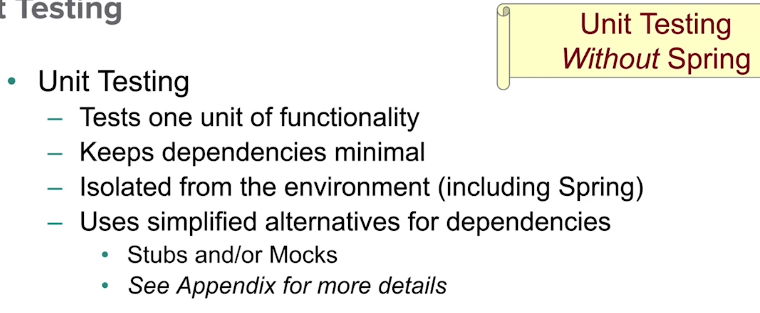 t Testing
Unit Testing
Without Spring
• Unit Testing
– Tests one unit of functionality
– Keeps dependencies minimal
– Isolated from the environment (including Spring)
– Uses simplified alternatives for dependencies
• Stubs and/or Mocks
• See Appendix for more details